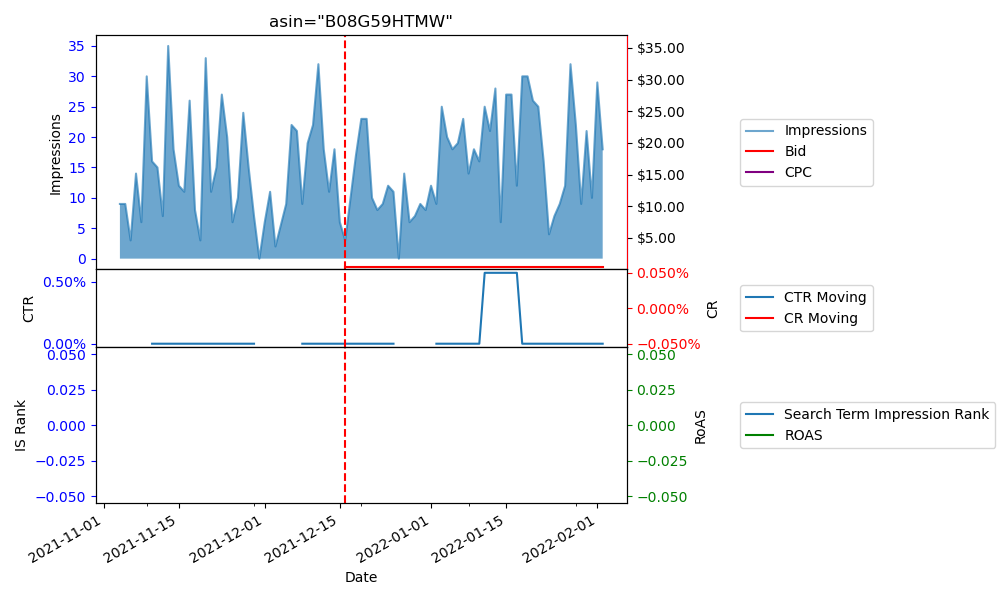 asin="B08G59HTMW"
35
30
25
20
15
10
5
0
Impressions
$35.00
$30.00
$25.00
$20.00
$15.00
$10.00
$5.00
Impressions
Bid
CPC
0.50%
0.00%
CTR
0.050%
0.000%
−0.050%
CR
CTR Moving
CR Moving
0.050
0.025
0.000
−0.025
−0.050
IS Rank
0.050
0.025
0.000
−0.025
−0.050
RoAS
Search Term Impression Rank
ROAS
2021-11-01
2021-11-15
2021-12-01
2021-12-15
2022-01-01
2022-01-15
2022-02-01
Date